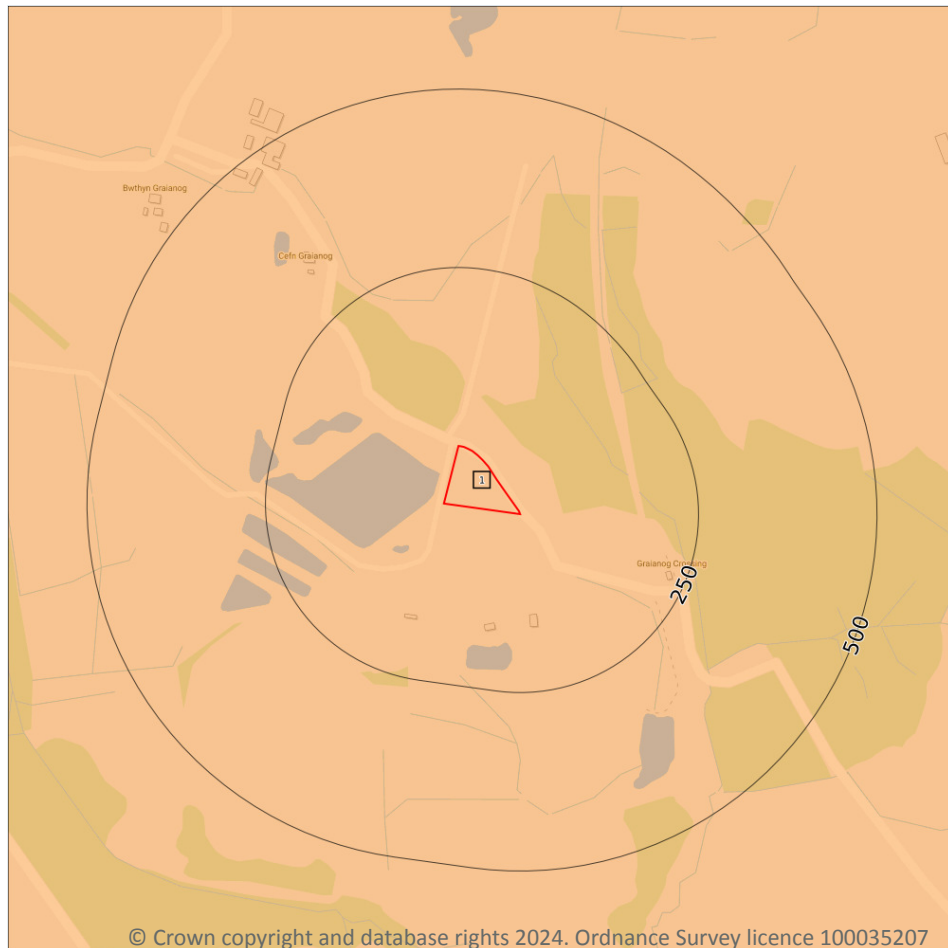 Bwthyn Graianog
Cefn Graianog
1
Graianog Crossing
250
500
© Crown copyright and database rights 2024. Ordnance Survey licence 100035207